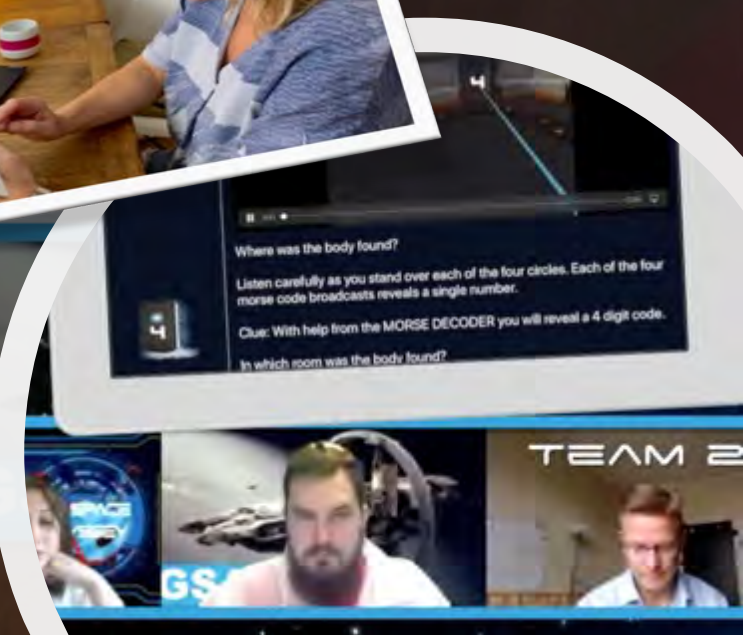 4
Where was the body found?
Listen carefully as you stand over each of the four circles. Each of the four
morse code broadcasts reveals a single number.
4
Clue: With help from the MORSE DECODER you will reveal a 4 digit code.
In which room was the body found?
TEAM 2
SPACE
GSA